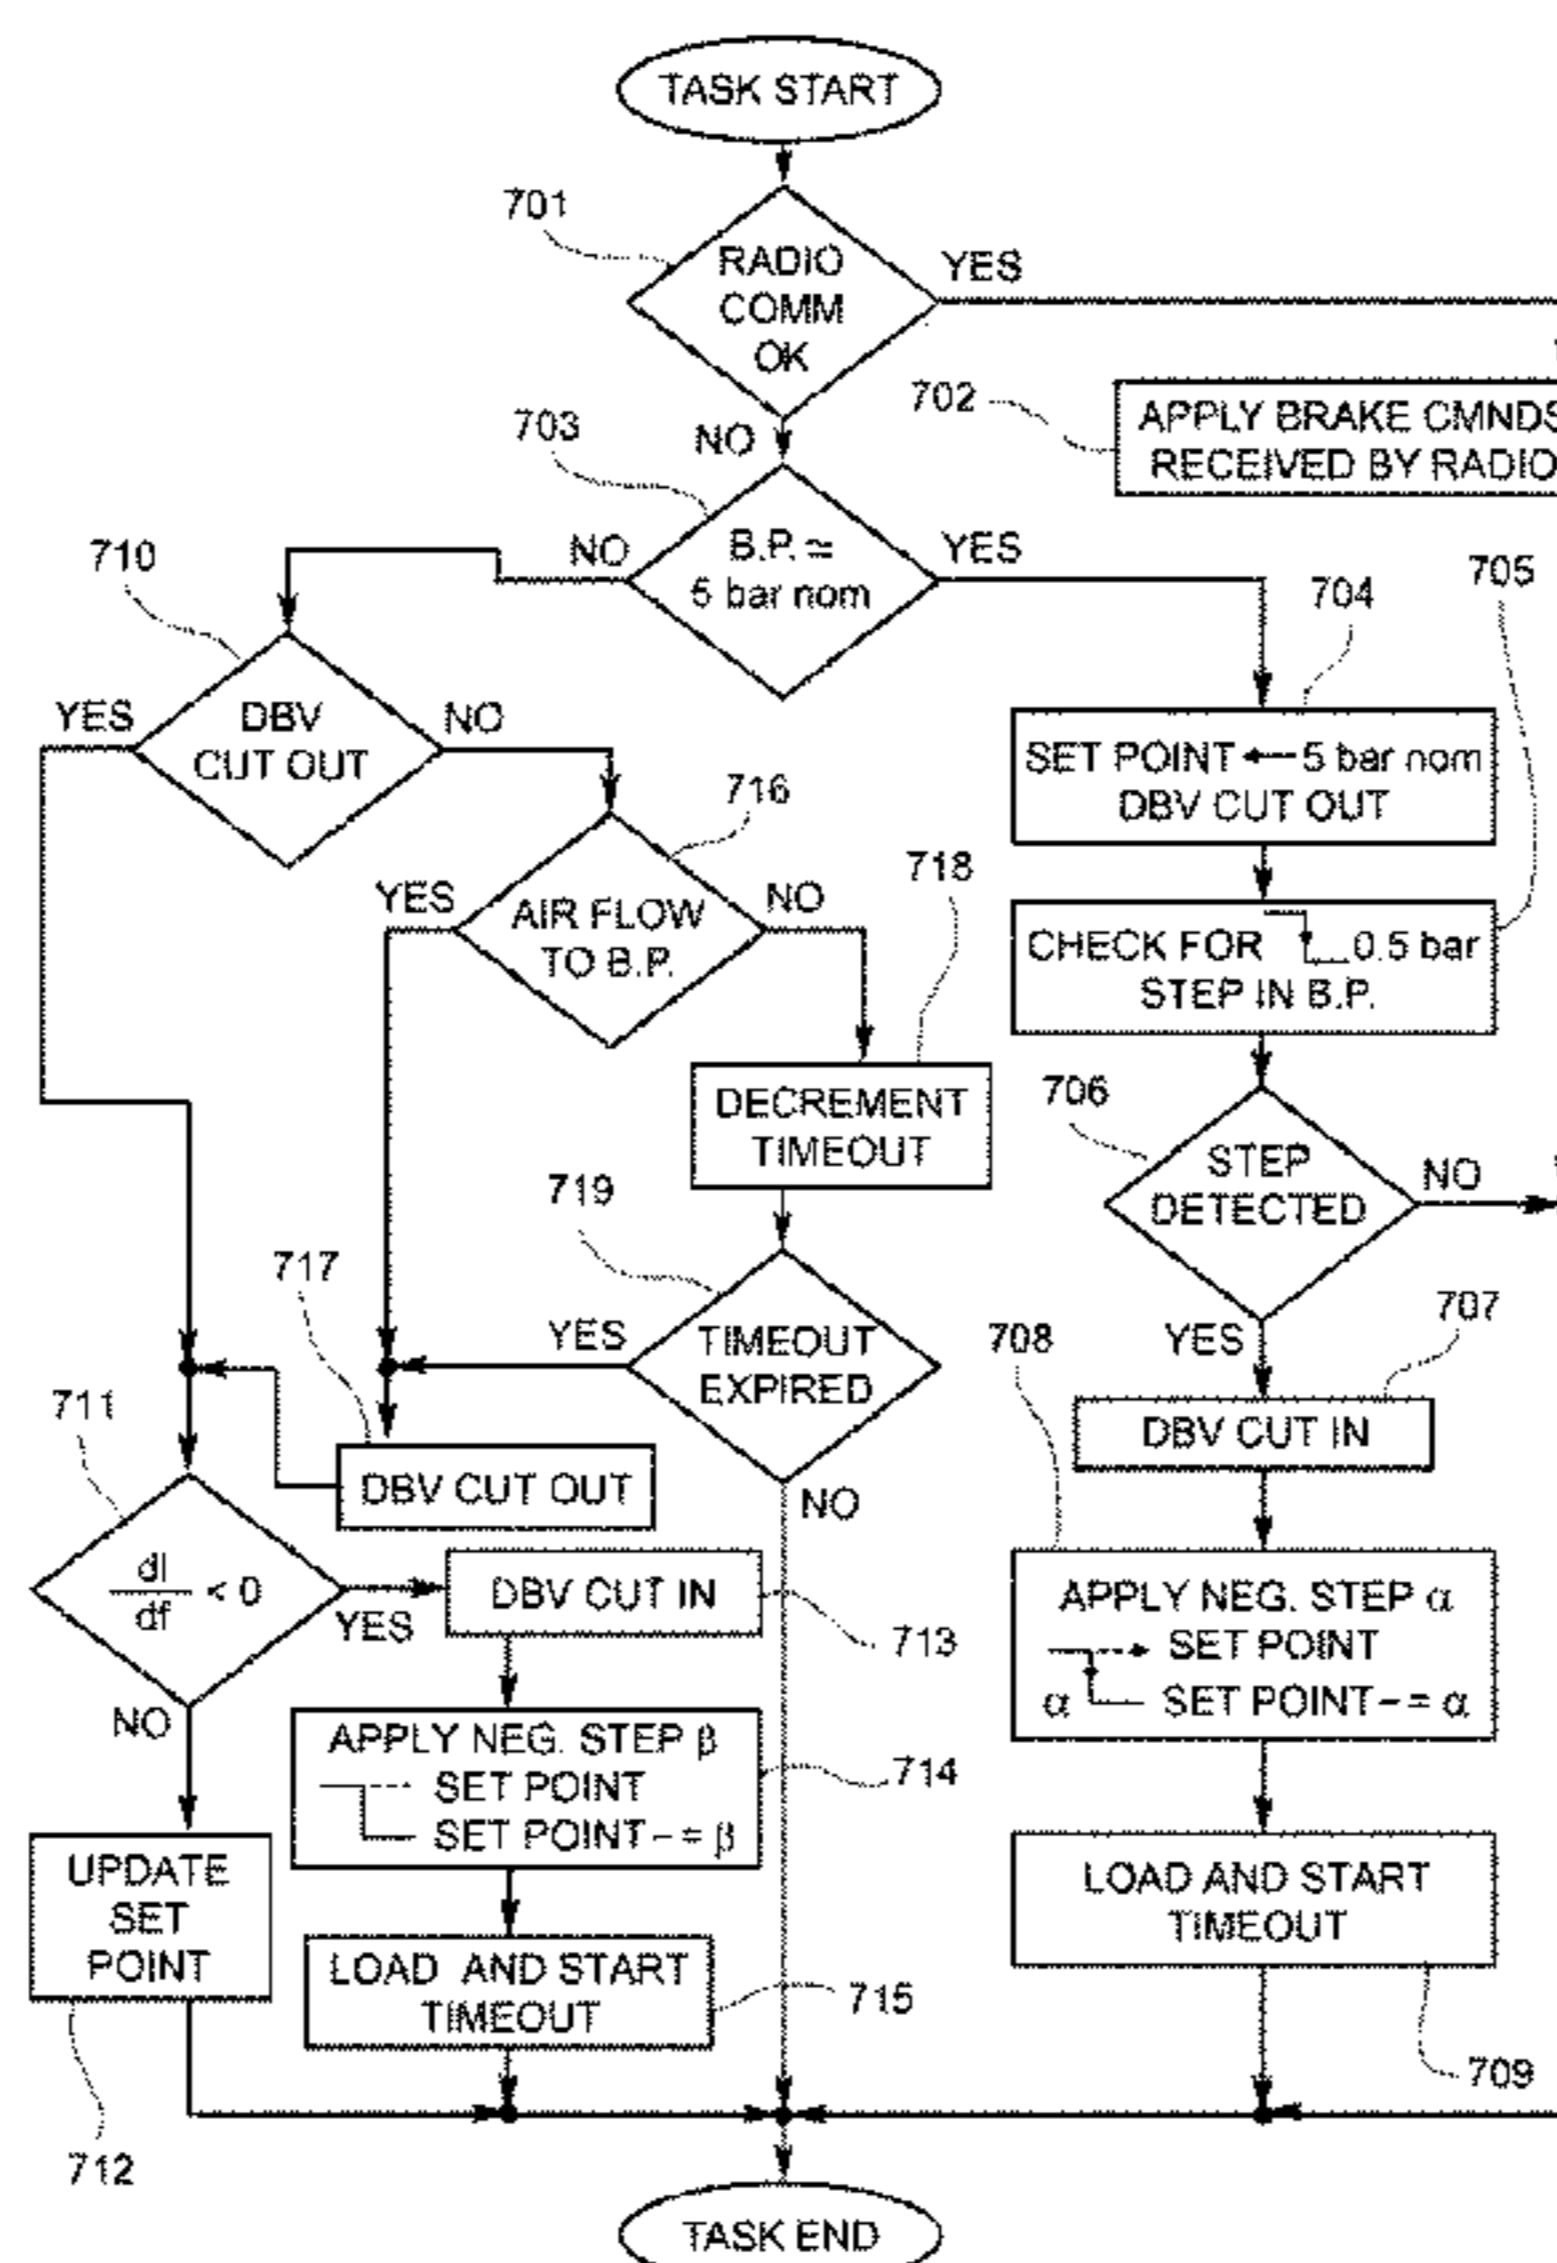 TASK START
701
RADIO
COMM
OK
YES
NO
702
APPLY BRAKE CMNDS
RECEIVED BY RADIO
703
B.P. ≃
5 bar nom
NO
YES
710
DBV
CUT OUT
YES
NO
704
705
SET POINT ← 5 bar nom
DBV CUT OUT
716
AIR FLOW
TO B.P.
YES
NO
718
CHECK FOR 0.5 bar
STEP IN B.P.
DECREMENT
TIMEOUT
706
STEP
DETECTED
NO
YES
719
TIMEOUT
EXPIRED
YES
NO
717
DBV CUT OUT
707
DBV CUT IN
708
711
dI
df
< 0
YES
NO
DBV CUT IN
713
APPLY NEG. STEP α
SET POINT
α SET POINT – = α
APPLY NEG. STEP β
SET POINT
SET POINT – = β
714
UPDATE
SET
POINT
712
LOAD AND START
TIMEOUT
715
LOAD AND START
TIMEOUT
709
TASK END